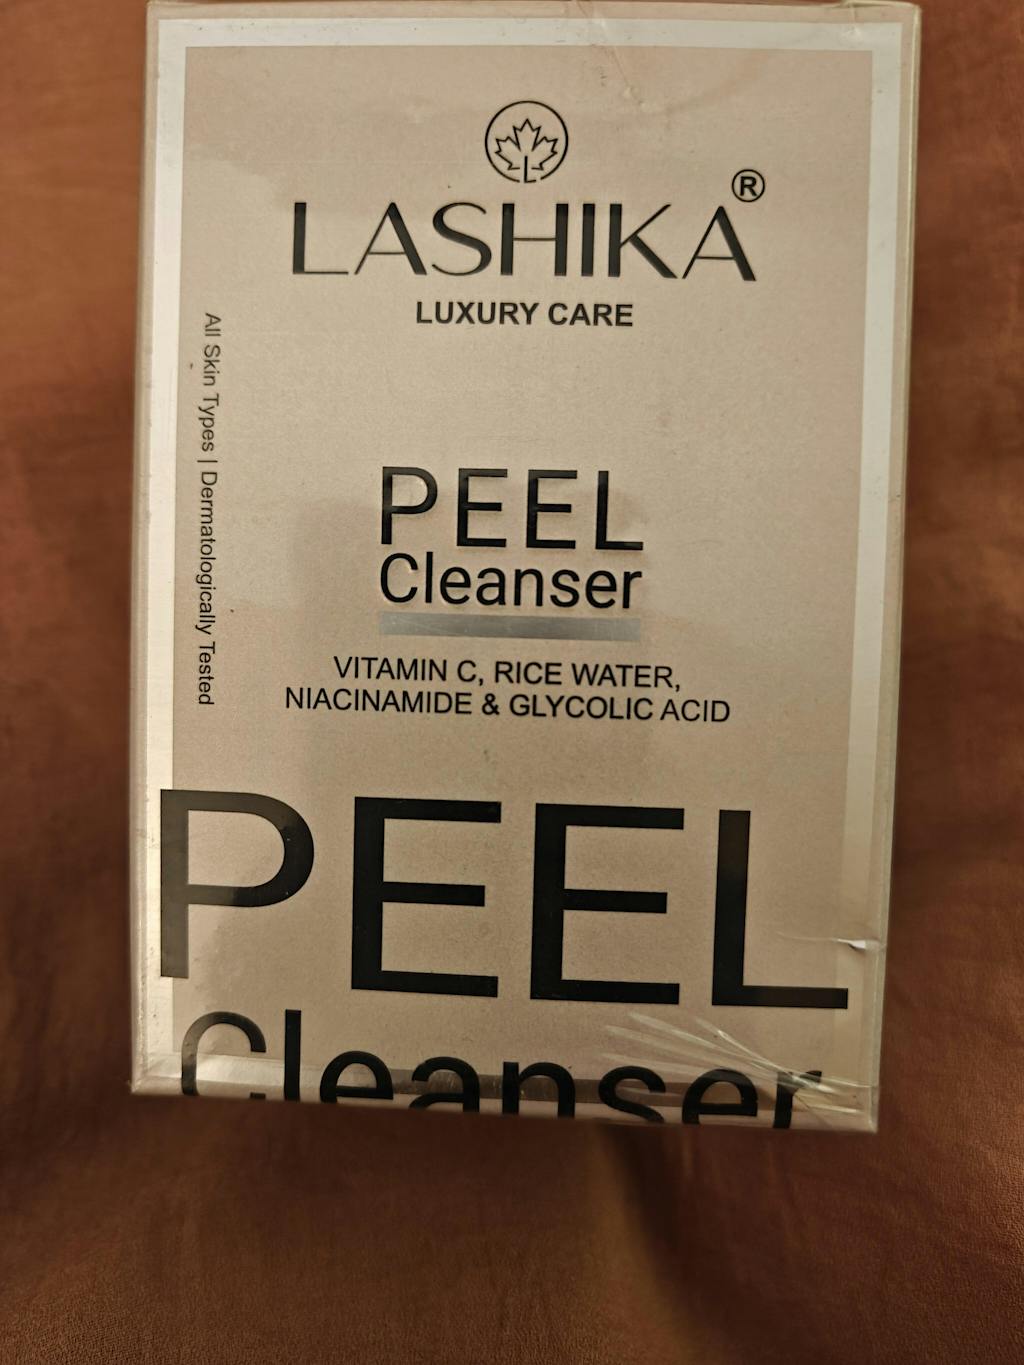 LASHIKA®
LUXURY CARE
All Skin Types | Dermatologically Tested
PEEL
Cleanser
VITAMIN C, RICE WATER,
NIACINAMIDE & GLYCOLIC ACID
PEEL
Cleanser